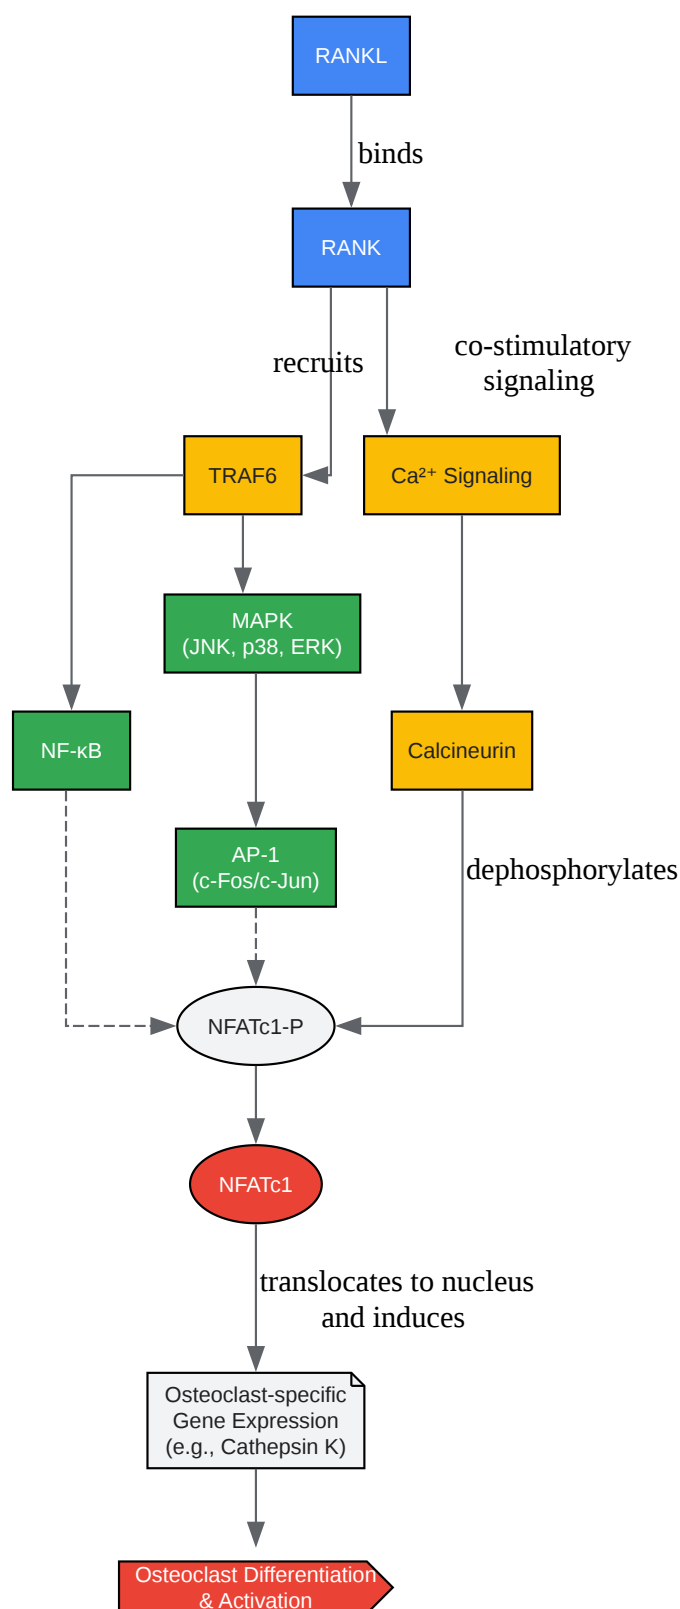 RANKL
binds
RANK
recruits
co-stimulatory
signaling
TRAF6
Ca²⁺ Signaling
MAPK
(JNK, p38, ERK)
NF-κB
Calcineurin
AP-1
(c-Fos/c-Jun)
dephosphorylates
NFATc1-P
NFATc1
translocates to nucleus
and induces
Osteoclast-specific
Gene Expression
(e.g., Cathepsin K)
Osteoclast Differentiation
& Activation